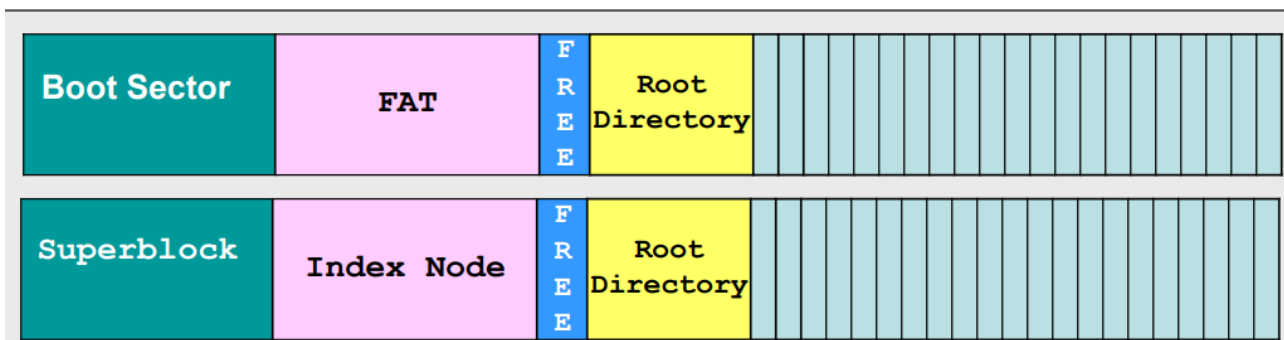 Boot Sector
FAT
F
R
E
E
Root
Directory
Superblock
Index Node
F
R
E
E
Root
Directory